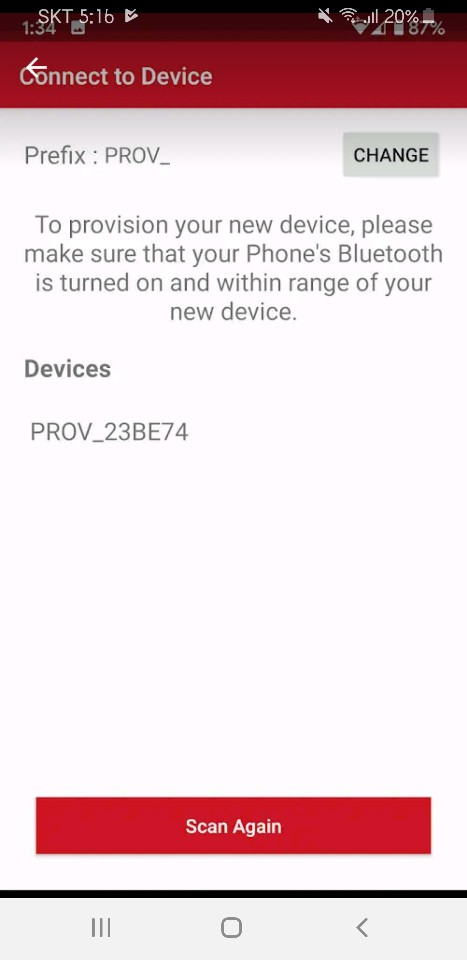 SKT 5:16 20%
1:34 87%
Connect to Device
Prefix : PROV_ CHANGE
To provision your new device, please
make sure that your Phone's Bluetooth
is turned on and within range of your
new device.
Devices
PROV_23BE74
Scan Again